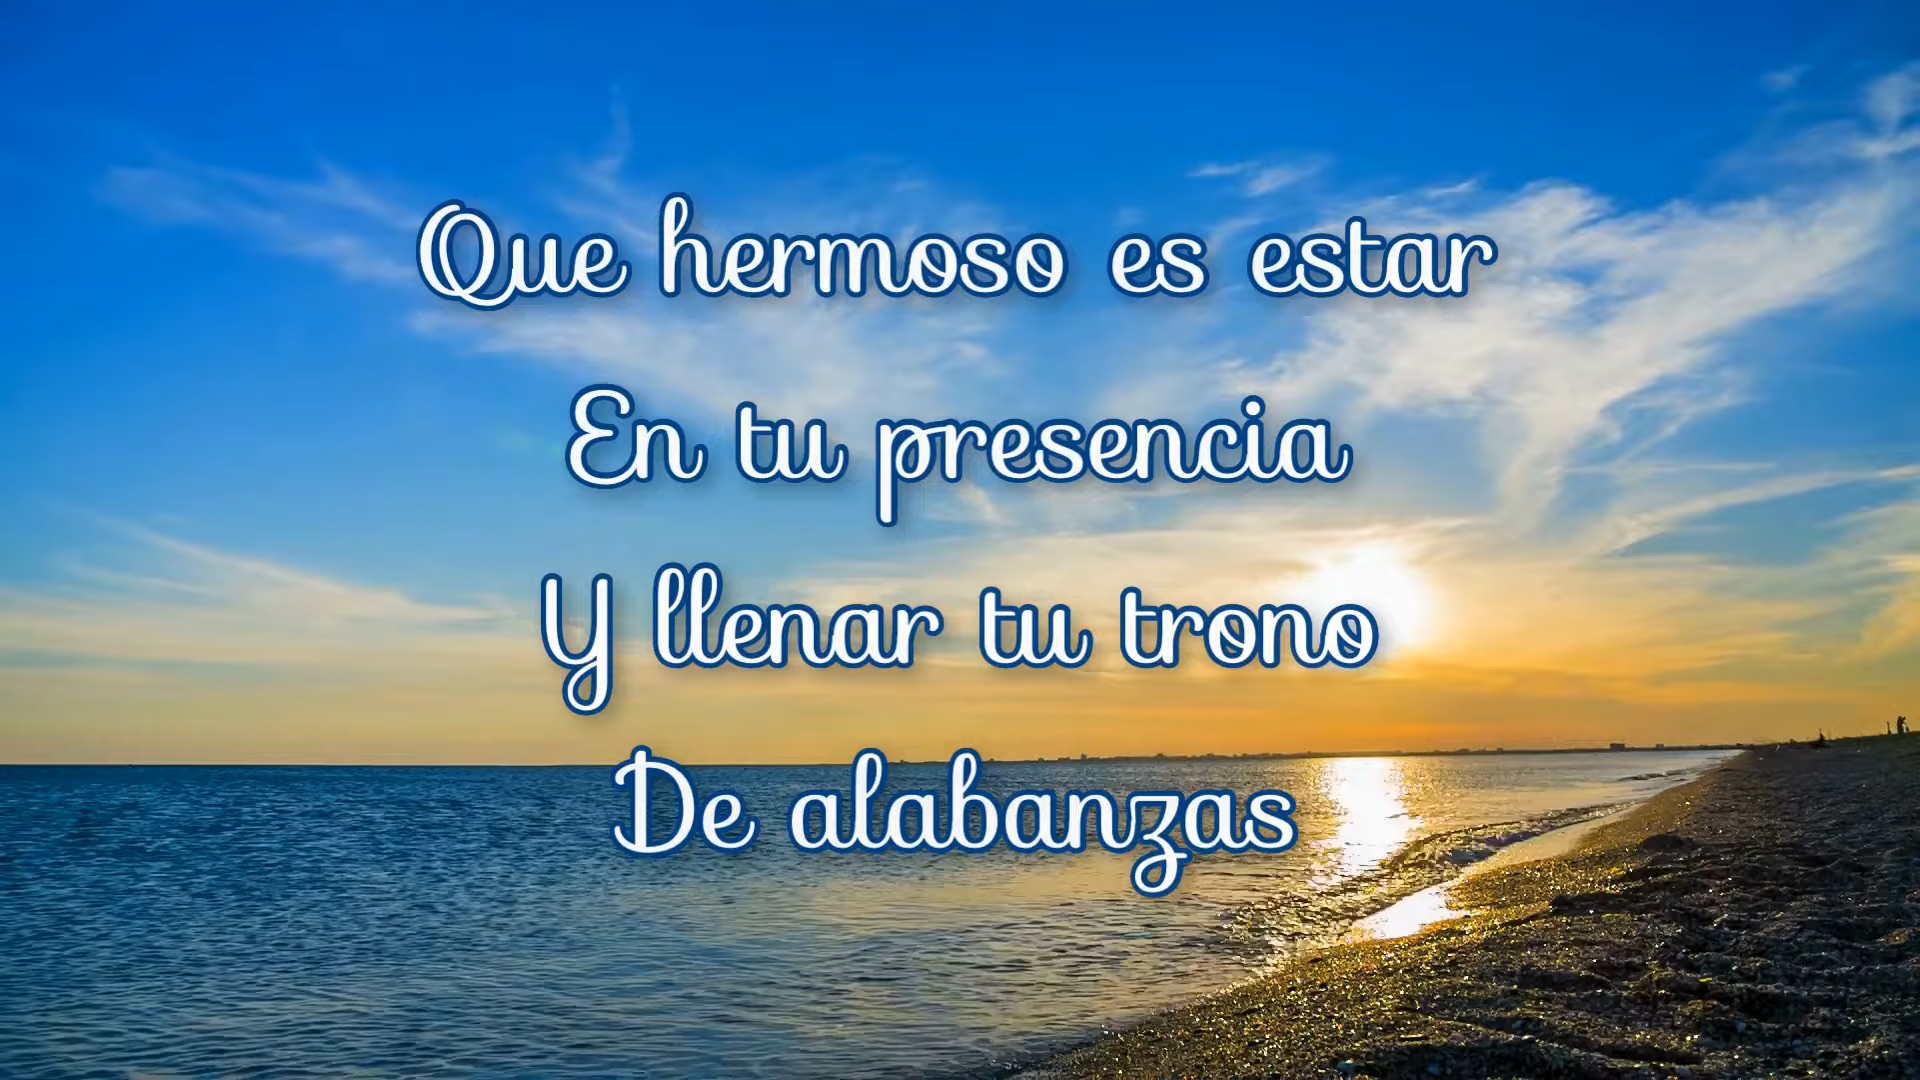 Que hermoso es estar
En tu presencia
Y llenar tu trono
De alabanzas